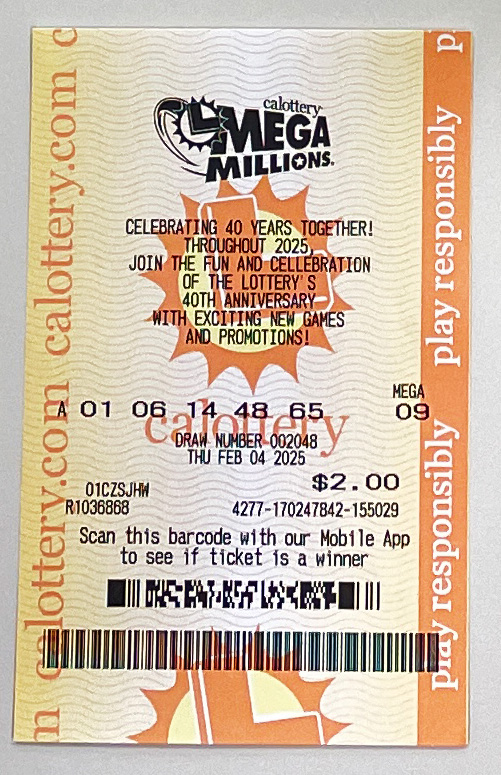 calottery
MEGA
MILLIONS®
CELEBRATING 40 YEARS TOGETHER!
THROUGHOUT 2025,
JOIN THE FUN AND CELLEBRATION
OF THE LOTTERY'S
40TH ANNIVERSARY
WITH EXCITING NEW GAMES
AND PROMOTIONS!
MEGA
A 01 06 14 48 65 09
calottery
DRAW NUMBER 002048
THU FEB 04 2025
$2.00
01CZSJHW
R1036868 4277-170247842-155029
Scan this barcode with our Mobile App
to see if ticket is a winner
m calottery.com calottery.com c
play responsibly play responsibly p